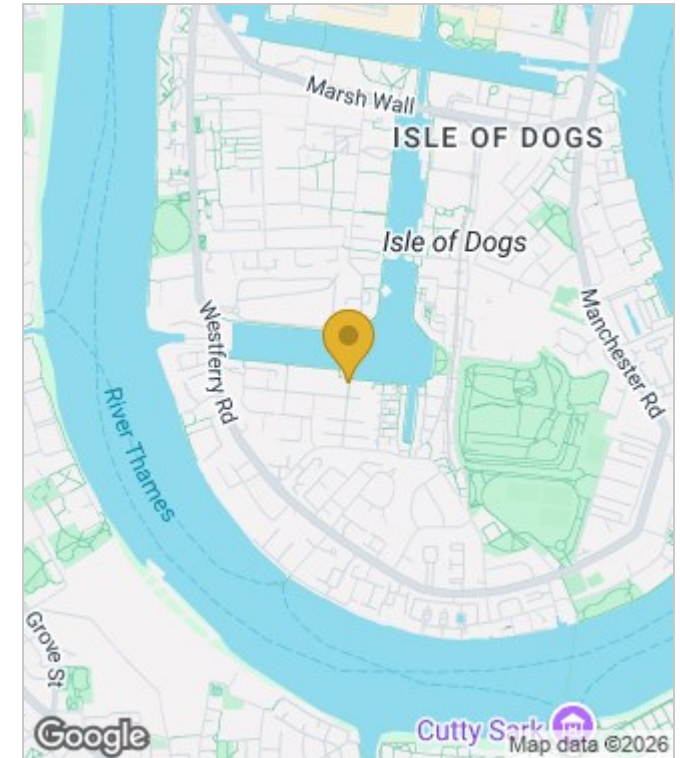 Marsh Wall
ISLE OF DOGS
Isle of Dogs
Manchester Rd
Westferry Rd
River Thames
Grove St
Cutty Sark
Google
Map data ©2026